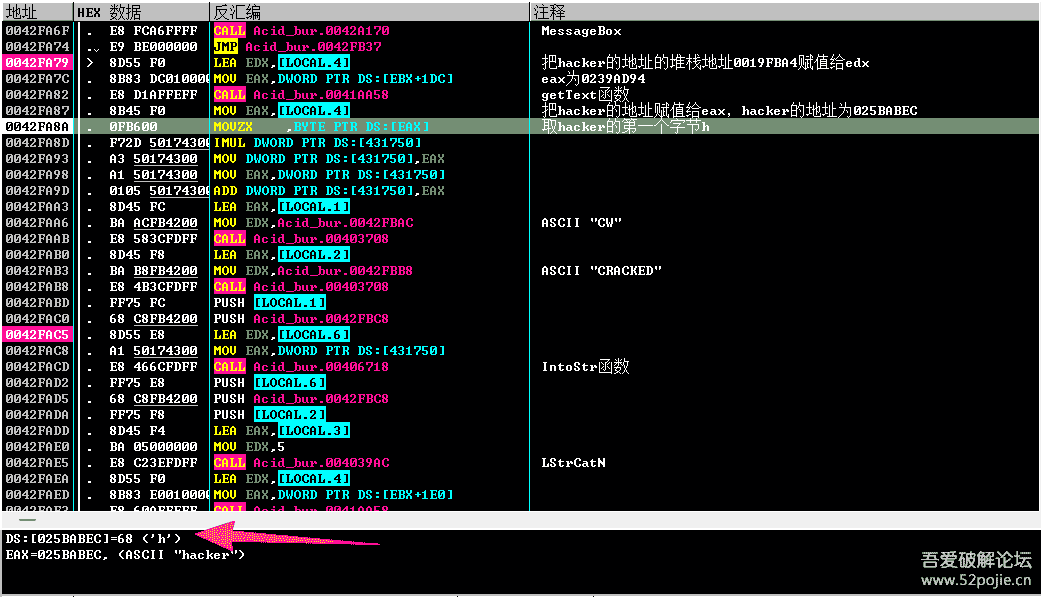 地址 HEX 数据 反汇编 注释
0042FA6F . E8 FCA6FFFF CALL Acid_bur.0042A170 MessageBox
0042FA74 . E9 BE000000 JMP Acid_bur.0042FB37
0042FA79 > 8D55 F0 LEA EDX,[LOCAL.4] 把hacker的地址的堆栈地址0019FBA4赋值给edx
0042FA7C . 8B83 DC010000 MOV EAX,DWORD PTR DS:[EBX+1DC] eax为0239AD94
0042FA82 . E8 D1AFFEFF CALL Acid_bur.0041AA58 getText函数
0042FA87 . 8B45 F0 MOV EAX,[LOCAL.4] 把hacker的地址赋值给eax，hacker的地址为025BABEC
0042FA8A . 0FB600 MOVZX ,BYTE PTR DS:[EAX] 取hacker的第一个字节h
0042FA8D . F72D 50174300 IMUL DWORD PTR DS:[431750]
0042FA93 . A3 50174300 MOV DWORD PTR DS:[431750],EAX
0042FA98 . A1 50174300 MOV EAX,DWORD PTR DS:[431750]
0042FA9D . 0105 50174300 ADD DWORD PTR DS:[431750],EAX
0042FAA3 . 8D45 FC LEA EAX,[LOCAL.1]
0042FAA6 . BA ACFB4200 MOV EDX,Acid_bur.0042FBAC ASCII "CW"
0042FAAB . E8 583CFDFF CALL Acid_bur.00403708
0042FAB0 . 8D45 F8 LEA EAX,[LOCAL.2]
0042FAB3 . BA B8FB4200 MOV EDX,Acid_bur.0042FBB8 ASCII "CRACKED"
0042FAB8 . E8 4B3CFDFF CALL Acid_bur.00403708
0042FABD . FF75 FC PUSH [LOCAL.1]
0042FAC0 . 68 C8FB4200 PUSH Acid_bur.0042FBC8
0042FAC5 . 8D55 E8 LEA EDX,[LOCAL.6]
0042FAC8 . A1 50174300 MOV EAX,DWORD PTR DS:[431750]
0042FACD . E8 466CFDFF CALL Acid_bur.00406718 IntoStr函数
0042FAD2 . FF75 E8 PUSH [LOCAL.6]
0042FAD5 . 68 C8FB4200 PUSH Acid_bur.0042FBC8
0042FADA . FF75 F8 PUSH [LOCAL.2]
0042FADD . 8D45 F4 LEA EAX,[LOCAL.3]
0042FAE0 . BA 05000000 MOV EDX,5
0042FAE5 . E8 C23EFDFF CALL Acid_bur.004039AC LStrCatN
0042FAEA . 8D55 F0 LEA EDX,[LOCAL.4]
0042FAED . 8B83 E0010000 MOV EAX,DWORD PTR DS:[EBX+1E0]
DS:[025BABEC]=68 ('h')
EAX=025BABEC, (ASCII "hacker")
吾爱破解论坛
www.52pojie.cn